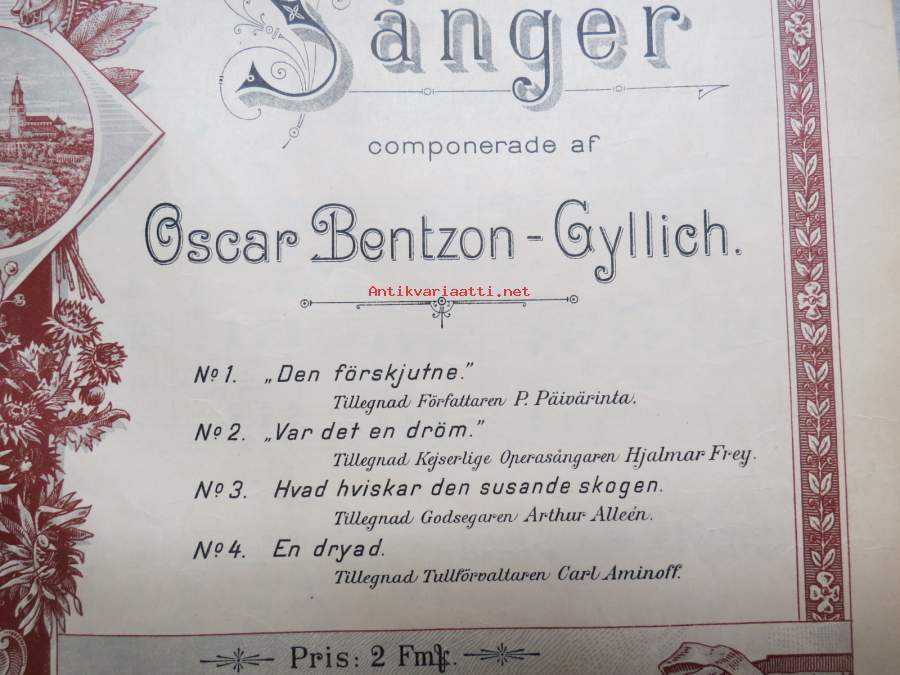 Sånger
componerade af
Oscar Bentzon-Gyllich.
Antikvariaatti.net
No 1. „Den förskjutne."
Tillegnad Författaren P. Päivärinta.
No 2. „Var det en dröm."
Tillegnad Kejserlige Operasångaren Hjalmar Frey.
No 3. Hvad hviskar den susande skogen.
Tillegnad Godsegaren Arthur Alleén.
No 4. En dryad.
Tillegnad Tullförvaltaren Carl Aminoff.
Pris: 2 Fmk.